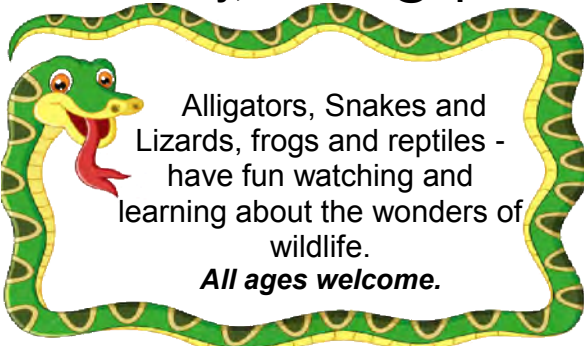 Alligators, Snakes and
Lizards, frogs and reptiles -
have fun watching and
learning about the wonders of
wildlife.
All ages welcome.